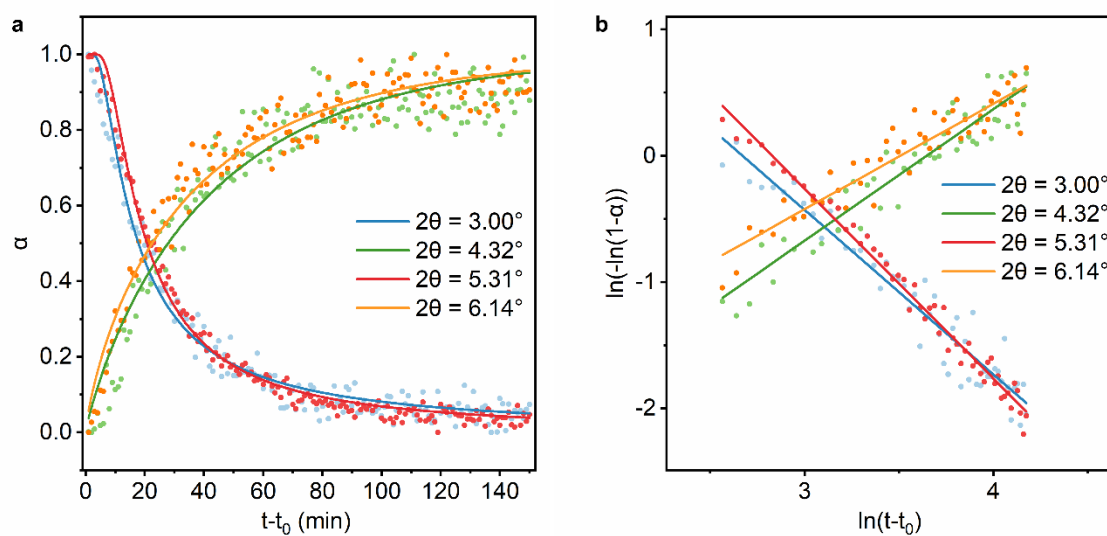 a
α
1.0
0.8
0.6
0.4
0.2
0.0
2θ = 3.00°
2θ = 4.32°
2θ = 5.31°
2θ = 6.14°
0 20 40 60 80 100 120 140
t-t₀ (min)
b
ln(-ln(1-α))
1
0
-1
-2
2θ = 3.00°
2θ = 4.32°
2θ = 5.31°
2θ = 6.14°
3 4
ln(t-t₀)